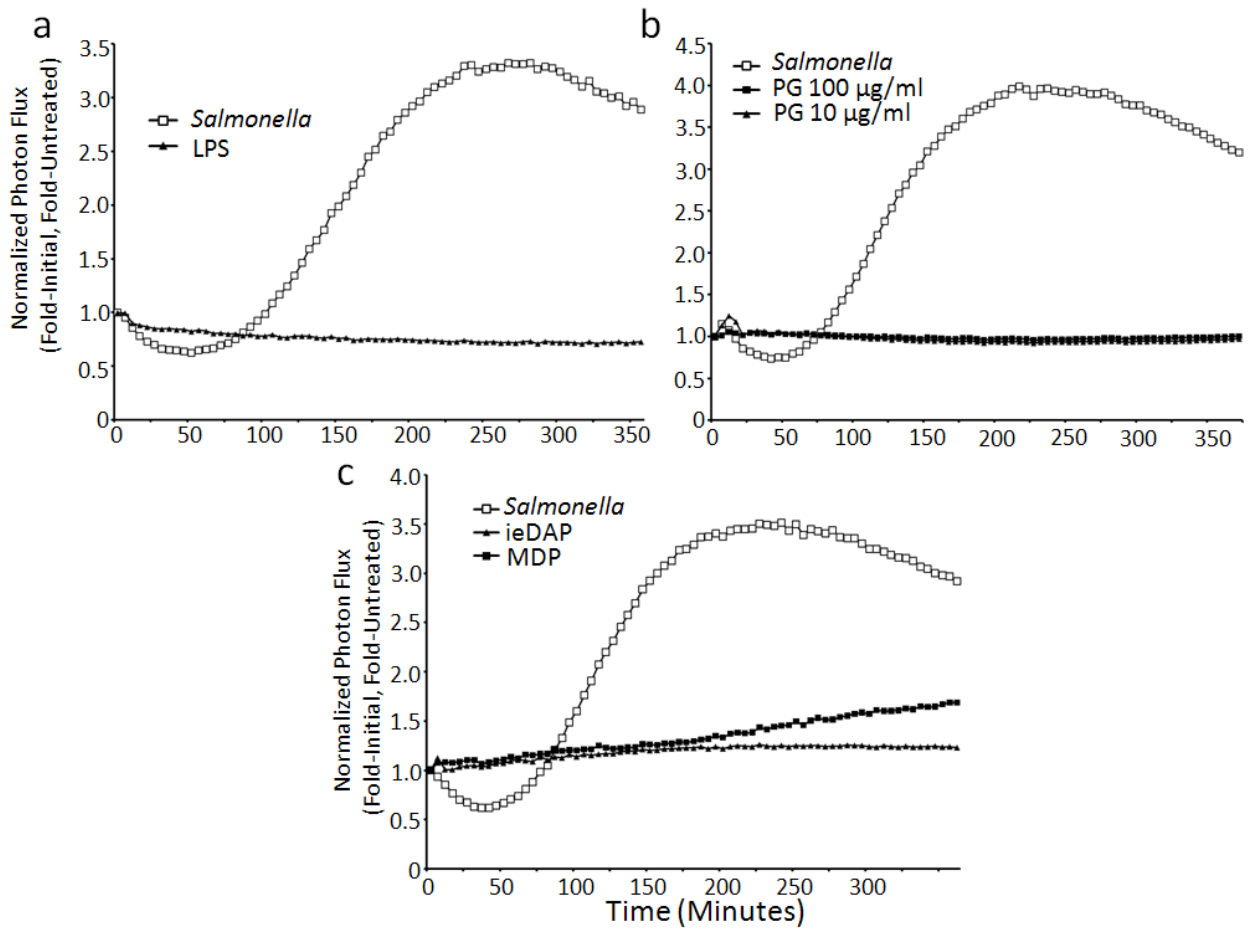 a
3.5
3.0
2.5
2.0
1.5
1.0
0.5
0
Salmonella
LPS
0 50 100 150 200 250 300 350
Normalized Photon Flux
(Fold-Initial, Fold-Untreated)
b
4.5
4.0
3.5
3.0
2.5
2.0
1.5
1.0
0.5
0
Salmonella
PG 100 µg/ml
PG 10 µg/ml
0 50 100 150 200 250 300 350
c
4.0
3.5
3.0
2.5
2.0
1.5
1.0
0.5
0
Salmonella
ieDAP
MDP
0 50 100 150 200 250 300
Normalized Photon Flux
(Fold-Initial, Fold-Untreated)
Time (Minutes)